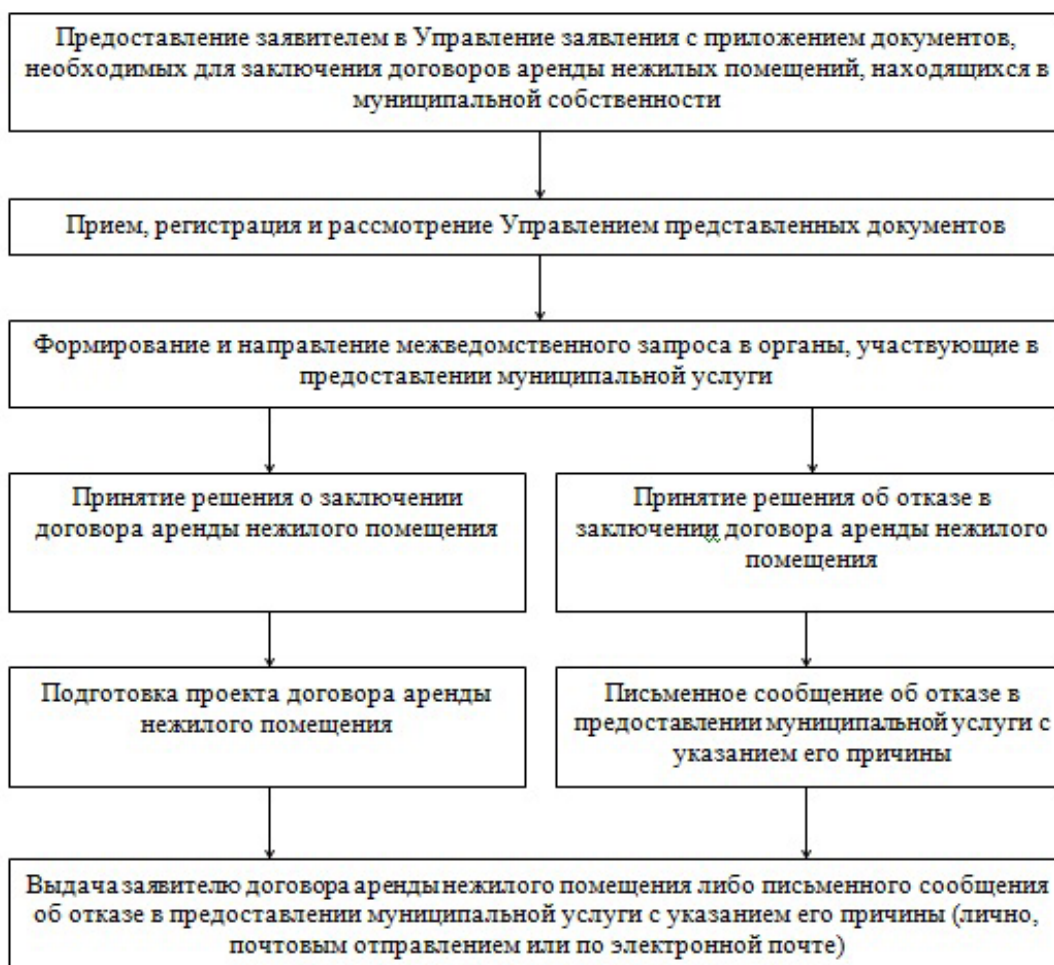 Предоставление заявителем в Управление заявления с приложением документов,
необходимых для заключения договоров аренды нежилых помещений, находящихся в
муниципальной собственности
Прием, регистрация и рассмотрение Управлением представленных документов
Формирование и направление межведомственного запроса в органы, участвующие в
предоставлении муниципальной услуги
Принятие решения о заключении
договора аренды нежилого помещения
Принятие решения об отказе в
заключении договора аренды нежилого
помещения
Подготовка проекта договора аренды
нежилого помещения
Письменное сообщение об отказе в
предоставлении муниципальной услуги с
указанием его причины
Выдача заявителю договора аренды нежилого помещения либо письменного сообщения
об отказе в предоставлении муниципальной услуги с указанием его причины (лично,
почтовым отправлением или по электронной почте)